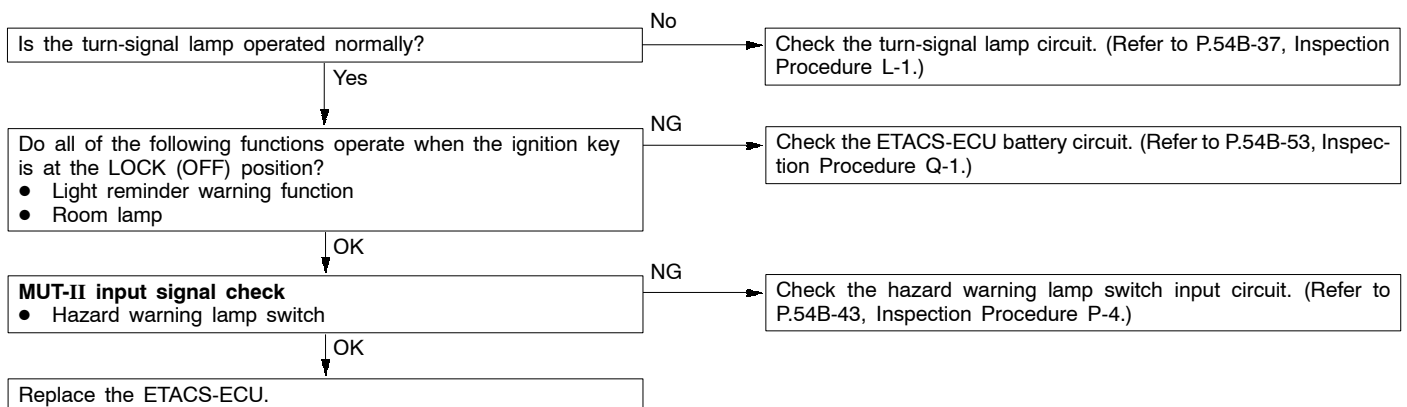 No
Is the turn-signal lamp operated normally?
Check the turn-signal lamp circuit. (Refer to P.54B-37, Inspection
Procedure L-1.)
Yes
NG
Do all of the following functions operate when the ignition key
is at the LOCK (OFF) position?
● Light reminder warning function
● Room lamp
Check the ETACS-ECU battery circuit. (Refer to P.54B-53, Inspec-
tion Procedure Q-1.)
OK
NG
MUT-II input signal check
● Hazard warning lamp switch
Check the hazard warning lamp switch input circuit. (Refer to
P.54B-43, Inspection Procedure P-4.)
OK
Replace the ETACS-ECU.